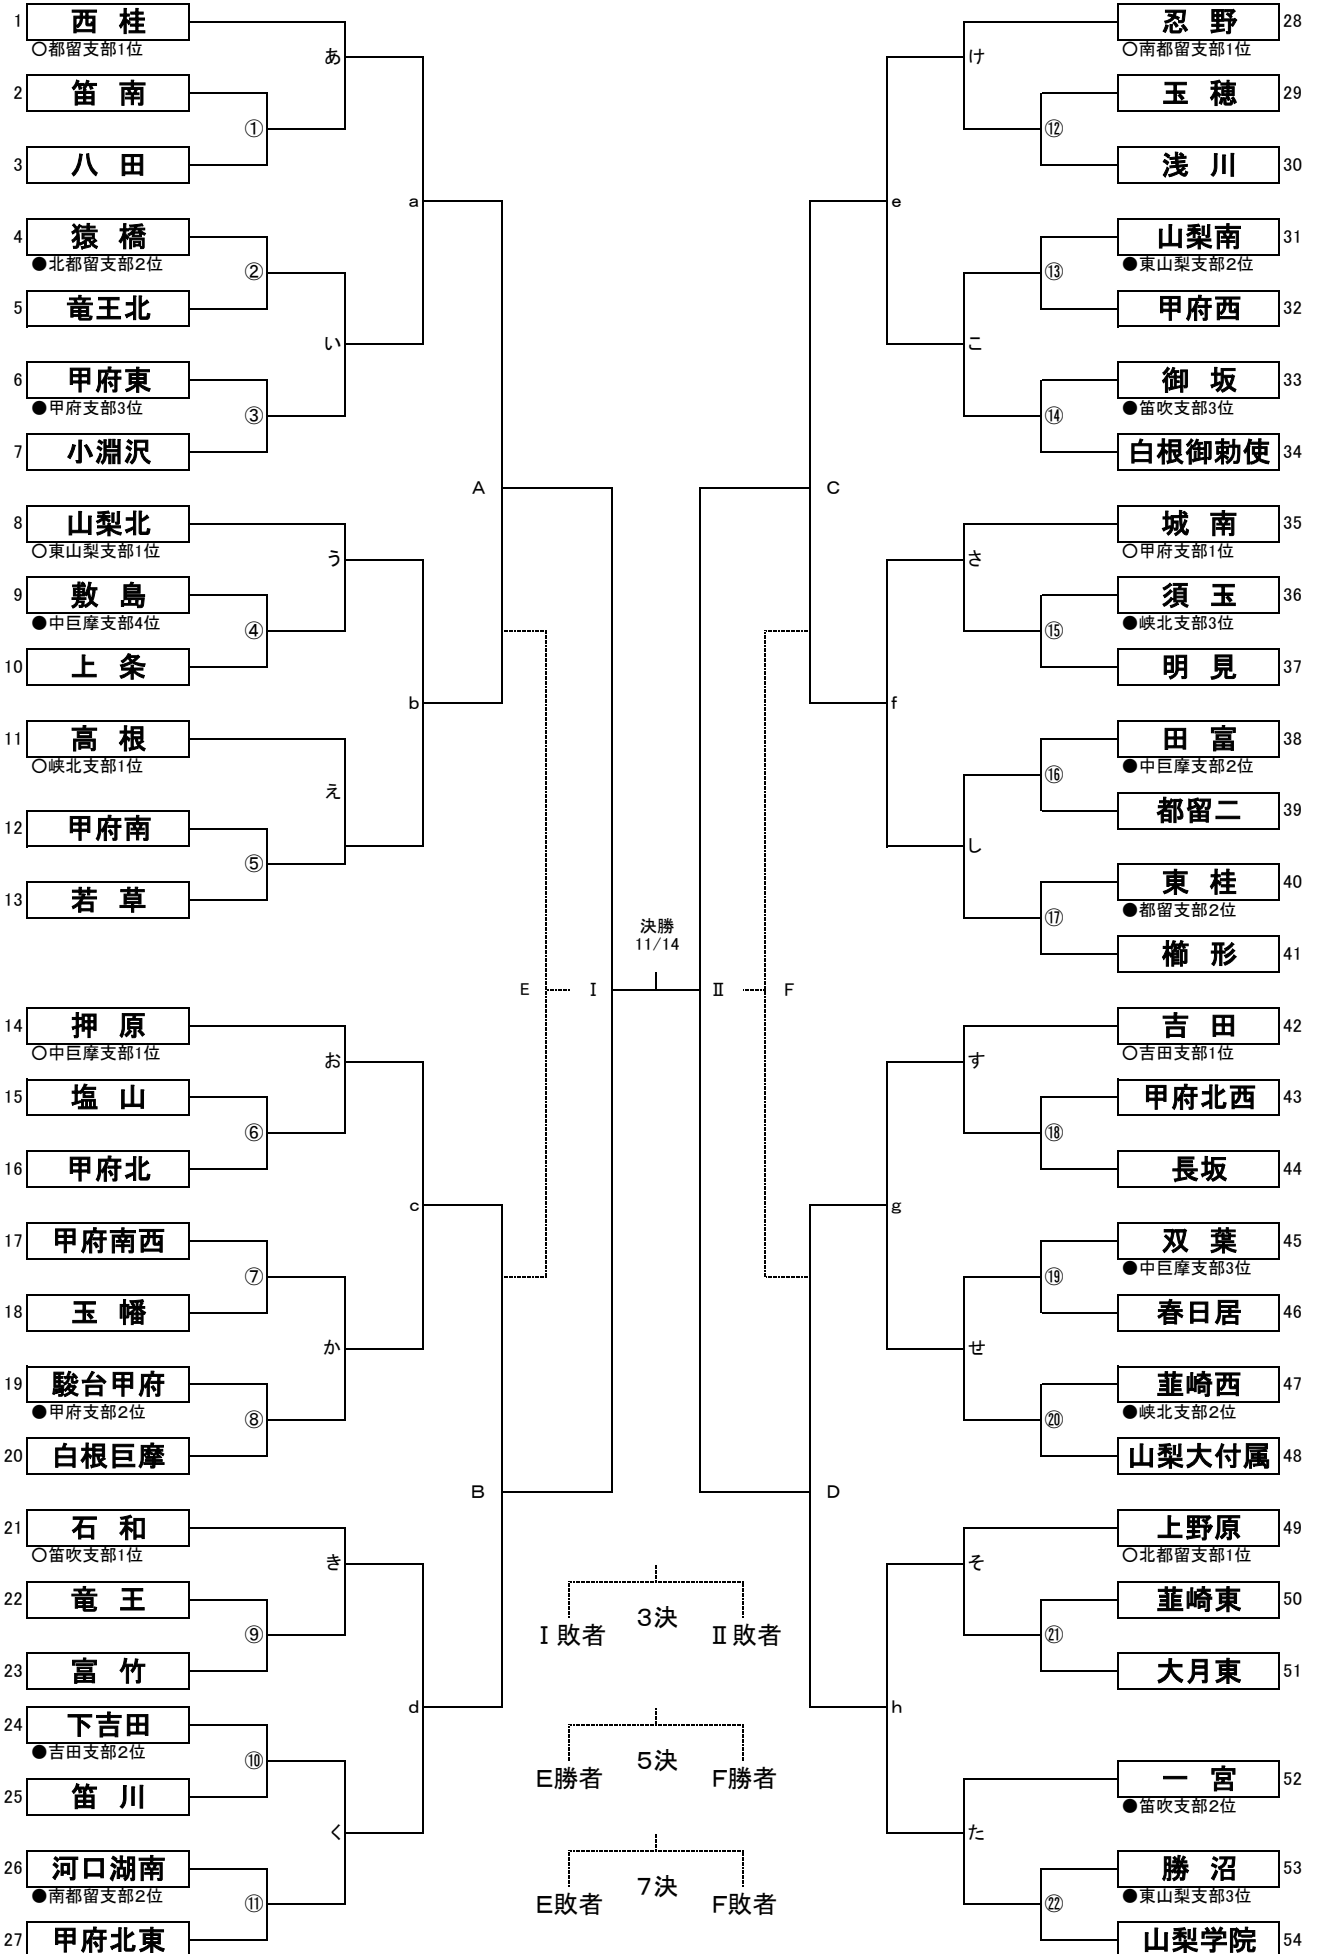 1 西桂
○都留支部1位
あ
2 笛南
①
3 八田
a
4 猿橋
●北都留支部2位
②
5 竜王北
い
6 甲府東
●甲府支部3位
③
7 小淵沢
A
8 山梨北
○東山梨支部1位
う
9 敷島
●中巨摩支部4位
④
10 上条
b
11 高根
○峡北支部1位
え
12 甲府南
⑤
13 若草
14 押原
○中巨摩支部1位
お
15 塩山
⑥
16 甲府北
c
17 甲府南西
⑦
18 玉幡
か
19 駿台甲府
●甲府支部2位
⑧
20 白根巨摩
B
21 石和
○笛吹支部1位
き
22 竜王
⑨
23 富竹
d
24 下吉田
●吉田支部2位
⑩
25 笛川
く
26 河口湖南
●南都留支部2位
⑪
27 甲府北東
決勝
11/14
E Ⅰ Ⅱ F
3決
Ⅰ敗者 Ⅱ敗者
5決
E勝者 F勝者
7決
E敗者 F敗者
忍野 28
○南都留支部1位
け
玉穂 29
⑫
浅川 30
e
山梨南 31
●東山梨支部2位
⑬
甲府西 32
こ
御坂 33
●笛吹支部3位
⑭
白根御勅使 34
C
城南 35
○甲府支部1位
さ
須玉 36
●峡北支部3位
⑮
明見 37
f
田富 38
●中巨摩支部2位
⑯
都留二 39
し
東桂 40
●都留支部2位
⑰
櫛形 41
吉田 42
○吉田支部1位
す
甲府北西 43
⑱
長坂 44
g
双葉 45
●中巨摩支部3位
⑲
春日居 46
せ
韮崎西 47
●峡北支部2位
⑳
山梨大付属 48
D
上野原 49
○北都留支部1位
そ
韮崎東 50
㉑
大月東 51
h
一宮 52
●笛吹支部2位
た
勝沼 53
●東山梨支部3位
㉒
山梨学院 54